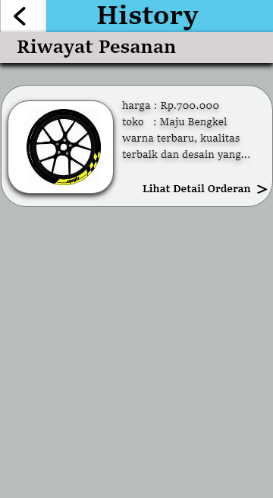 History
Riwayat Pesanan
harga : Rp.700.000
toko : Maju Bengkel
warna terbaru, kualitas
terbaik dan desain yang...
Lihat Detail Orderan >